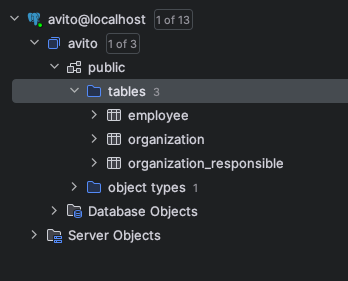 avito@localhost 1 of 13
avito 1 of 3
public
tables 3
employee
organization
organization_responsible
object types 1
Database Objects
Server Objects